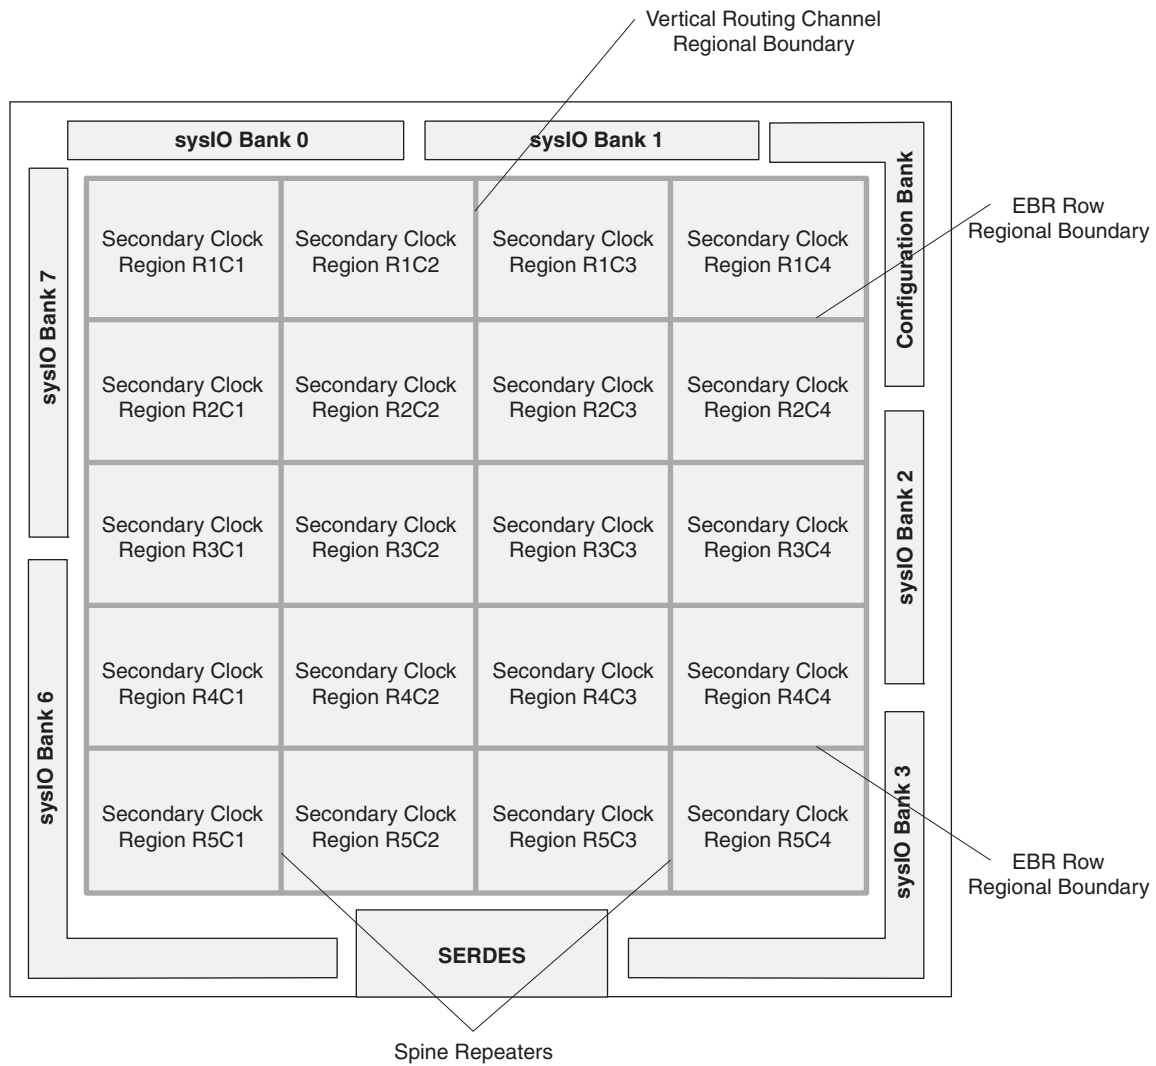 Vertical Routing Channel
Regional Boundary
sysIO Bank 0
sysIO Bank 1
Configuration Bank
EBR Row
Regional Boundary
sysIO Bank 7
Secondary Clock
Region R1C1
Secondary Clock
Region R1C2
Secondary Clock
Region R1C3
Secondary Clock
Region R1C4
Secondary Clock
Region R2C1
Secondary Clock
Region R2C2
Secondary Clock
Region R2C3
Secondary Clock
Region R2C4
sysIO Bank 2
Secondary Clock
Region R3C1
Secondary Clock
Region R3C2
Secondary Clock
Region R3C3
Secondary Clock
Region R3C4
sysIO Bank 6
Secondary Clock
Region R4C1
Secondary Clock
Region R4C2
Secondary Clock
Region R4C3
Secondary Clock
Region R4C4
sysIO Bank 3
Secondary Clock
Region R5C1
Secondary Clock
Region R5C2
Secondary Clock
Region R5C3
Secondary Clock
Region R5C4
EBR Row
Regional Boundary
SERDES
Spine Repeaters